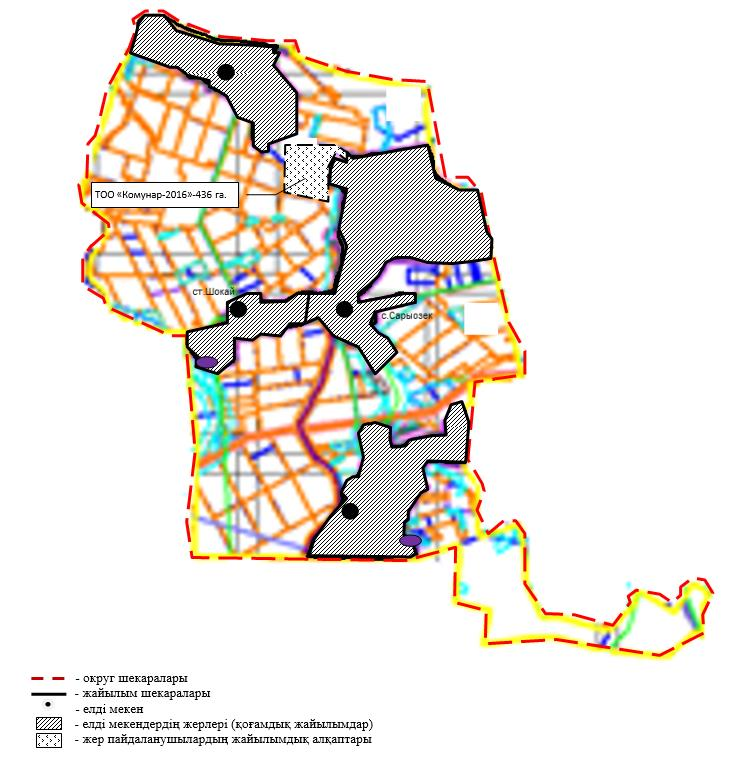 ТОО «Комунар-2016»-436 га.
ст.Шокай
с.Сарыозек
- округ шекаралары
- жайылым шекаралары
- елді мекен
- елді мекендердің жерлері (қоғамдық жайылымдар)
- жер пайдаланушылардың жайылымдық алқаптары